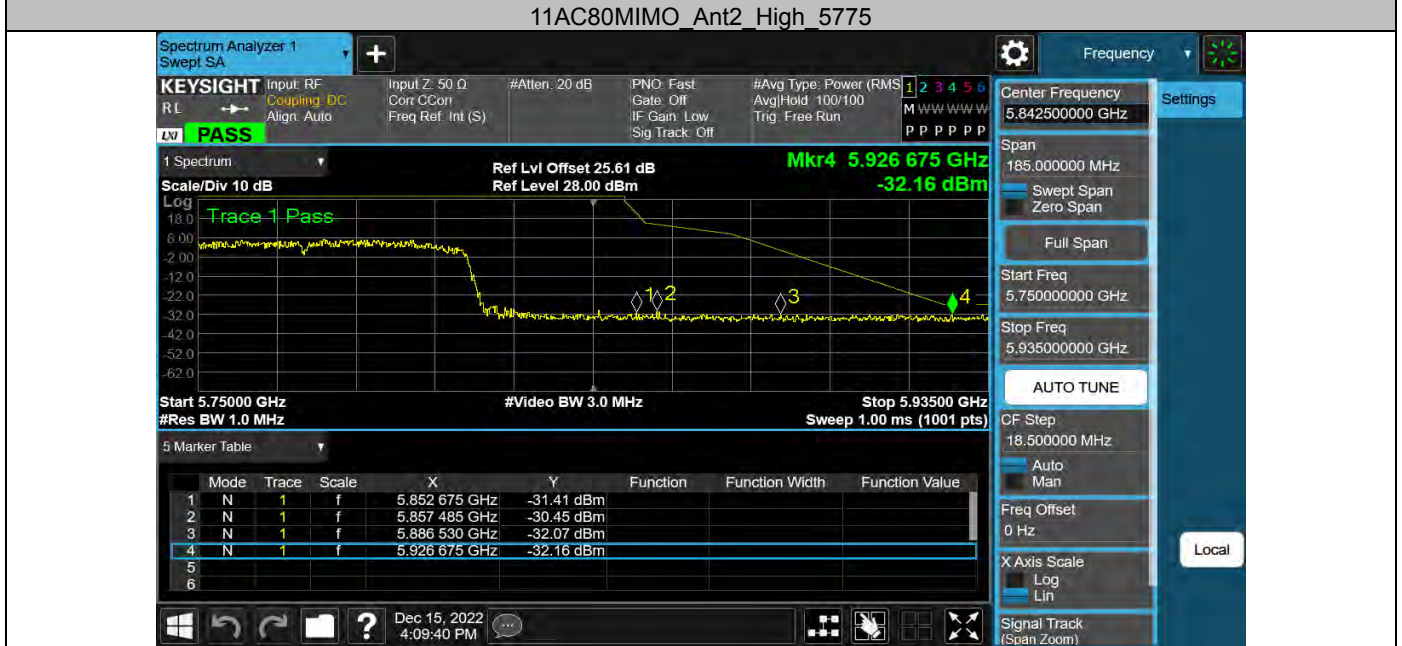 11AC80MIMO_Ant2_High_5775
Spectrum Analyzer 1
Swept SA
Frequency
KEYSIGHT
R L
LXI
PASS
Input: RF
Coupling: DC
Align: Auto
Input Z: 50 Ω
Corr CCorr
Freq Ref: Int (S)
#Atten: 20 dB
PNO: Fast
Gate: Off
IF Gain: Low
Sig Track: Off
#Avg Type: Power (RMS
Avg|Hold: 100/100
Trig: Free Run
1 2 3 4 5 6
M W W W W W
P P P P P P
1 Spectrum
Scale/Div 10 dB
Ref Lvl Offset 25.61 dB
Ref Level 28.00 dBm
Mkr4 5.926 675 GHz
-32.16 dBm
Log
Trace 1 Pass
18.0
6.00
-2.00
-12.0
-22.0
-32.0
-42.0
-52.0
-62.0
1
2
3
4
Start 5.75000 GHz
#Video BW 3.0 MHz
Stop 5.93500 GHz
#Res BW 1.0 MHz
Sweep 1.00 ms (1001 pts)
5 Marker Table
Mode Trace Scale X Y Function Function Width Function Value
1 N 1 f 5.852 675 GHz -31.41 dBm
2 N 1 f 5.857 485 GHz -30.45 dBm
3 N 1 f 5.886 530 GHz -32.07 dBm
4 N 1 f 5.926 675 GHz -32.16 dBm
5
6
Dec 15, 2022
4:09:40 PM
Center Frequency
5.842500000 GHz
Settings
Span
185.000000 MHz
Swept Span
Zero Span
Full Span
Start Freq
5.750000000 GHz
Stop Freq
5.935000000 GHz
AUTO TUNE
CF Step
18.500000 MHz
Auto
Man
Freq Offset
0 Hz
Local
X Axis Scale
Log
Lin
Signal Track
(Span Zoom)